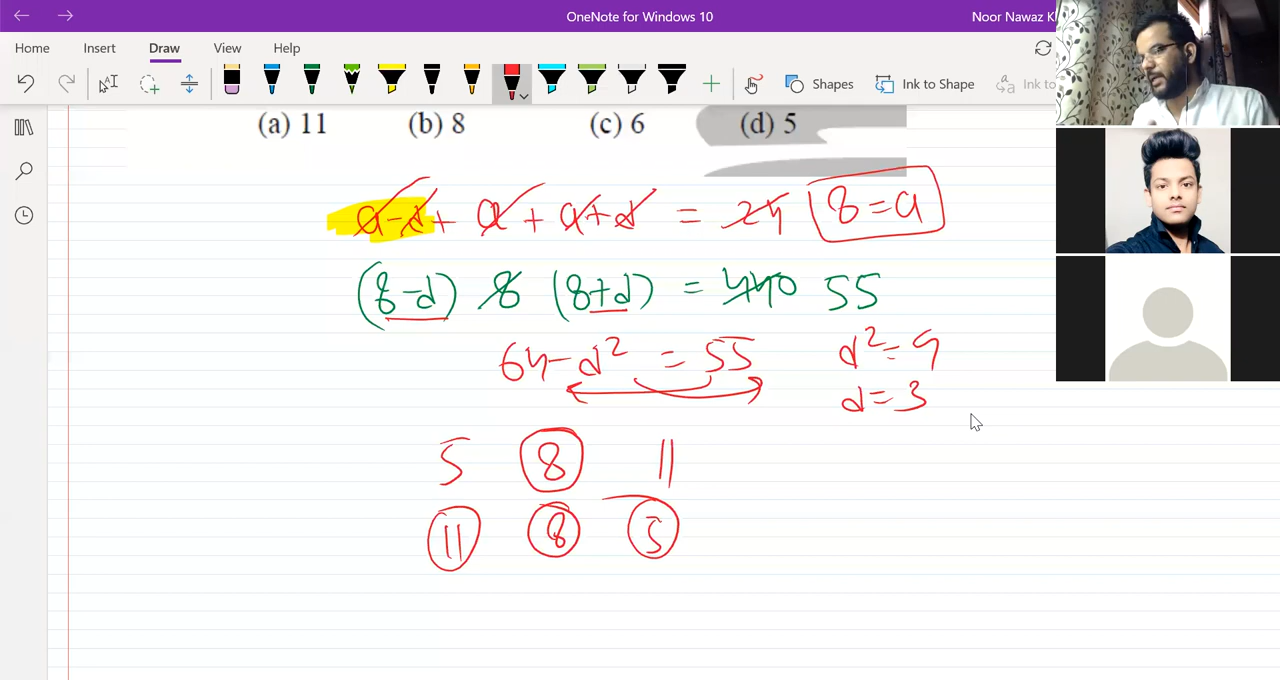 OneNote for Windows 10
Noor Nawaz
Home Insert Draw View Help
Shapes Ink to Shape Ink to
(a) 11 (b) 8 (c) 6 (d) 5
a-d + a + a+d = 24 8=a
(8-d) 8 (8+d) = 440 55
64-d² = 55 d²=9
d=3
5 8 11
11 8 5